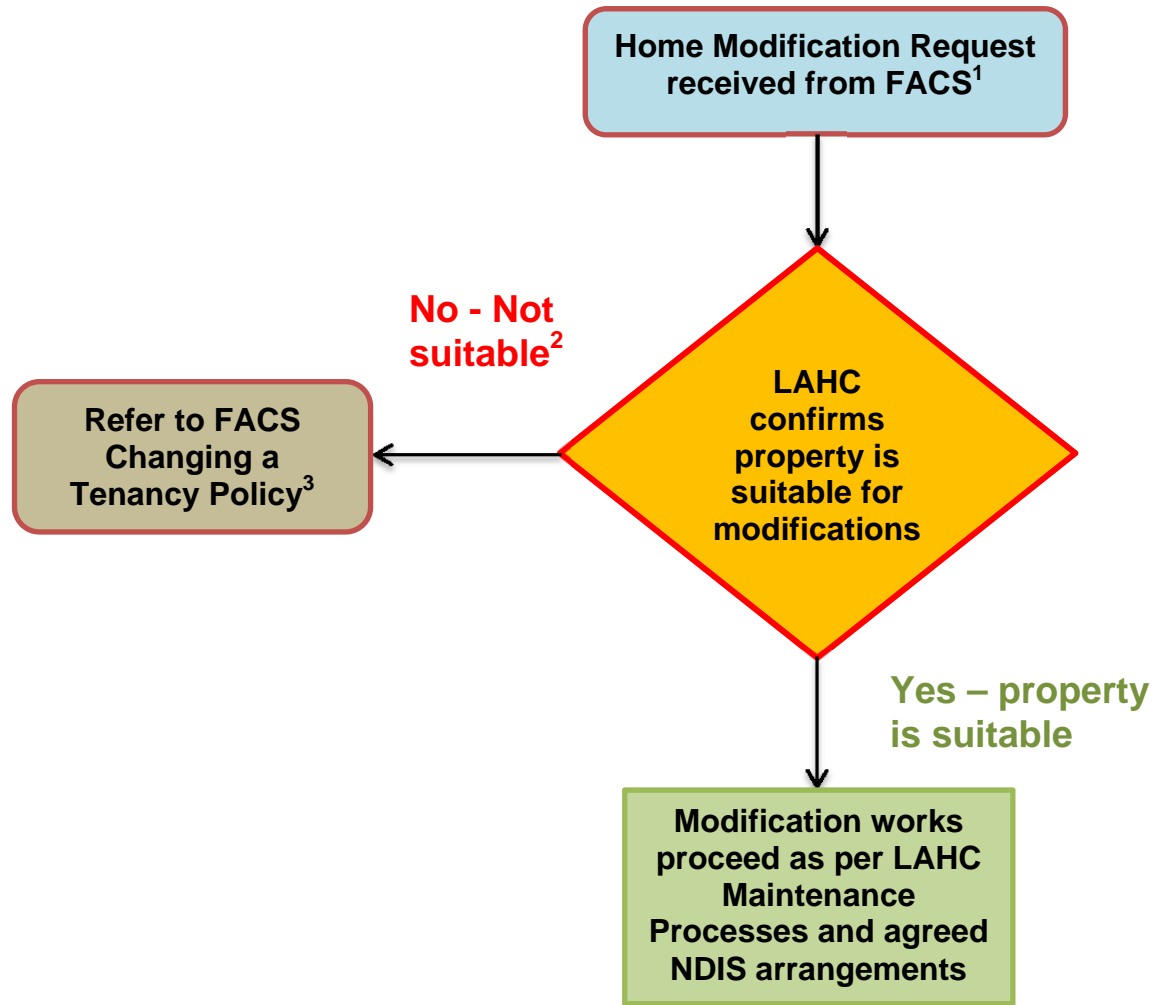 Home Modification Request
received from FACS¹
No - Not
suitable²
LAHC
confirms
property is
suitable for
modifications
Refer to FACS
Changing a
Tenancy Policy³
Yes – property
is suitable
Modification works
proceed as per LAHC
Maintenance
Processes and agreed
NDIS arrangements